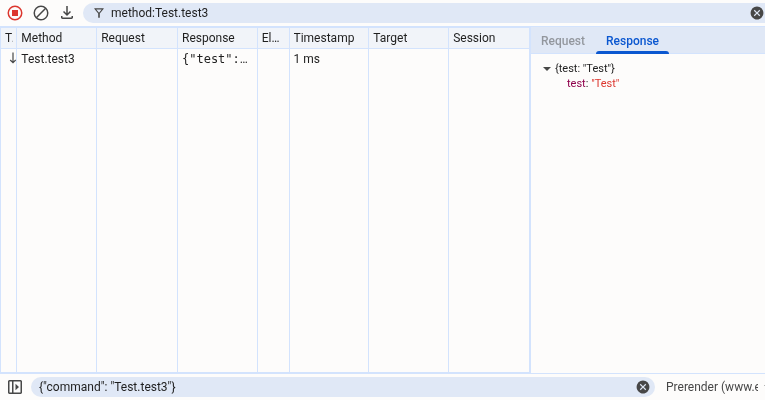 method:Test.test3
T. Method Request Response El… Timestamp Target Session
Test.test3 {"test":… 1 ms
Request Response
{test: "Test"}
test: "Test"
{"command": "Test.test3"} Prerender (www.e